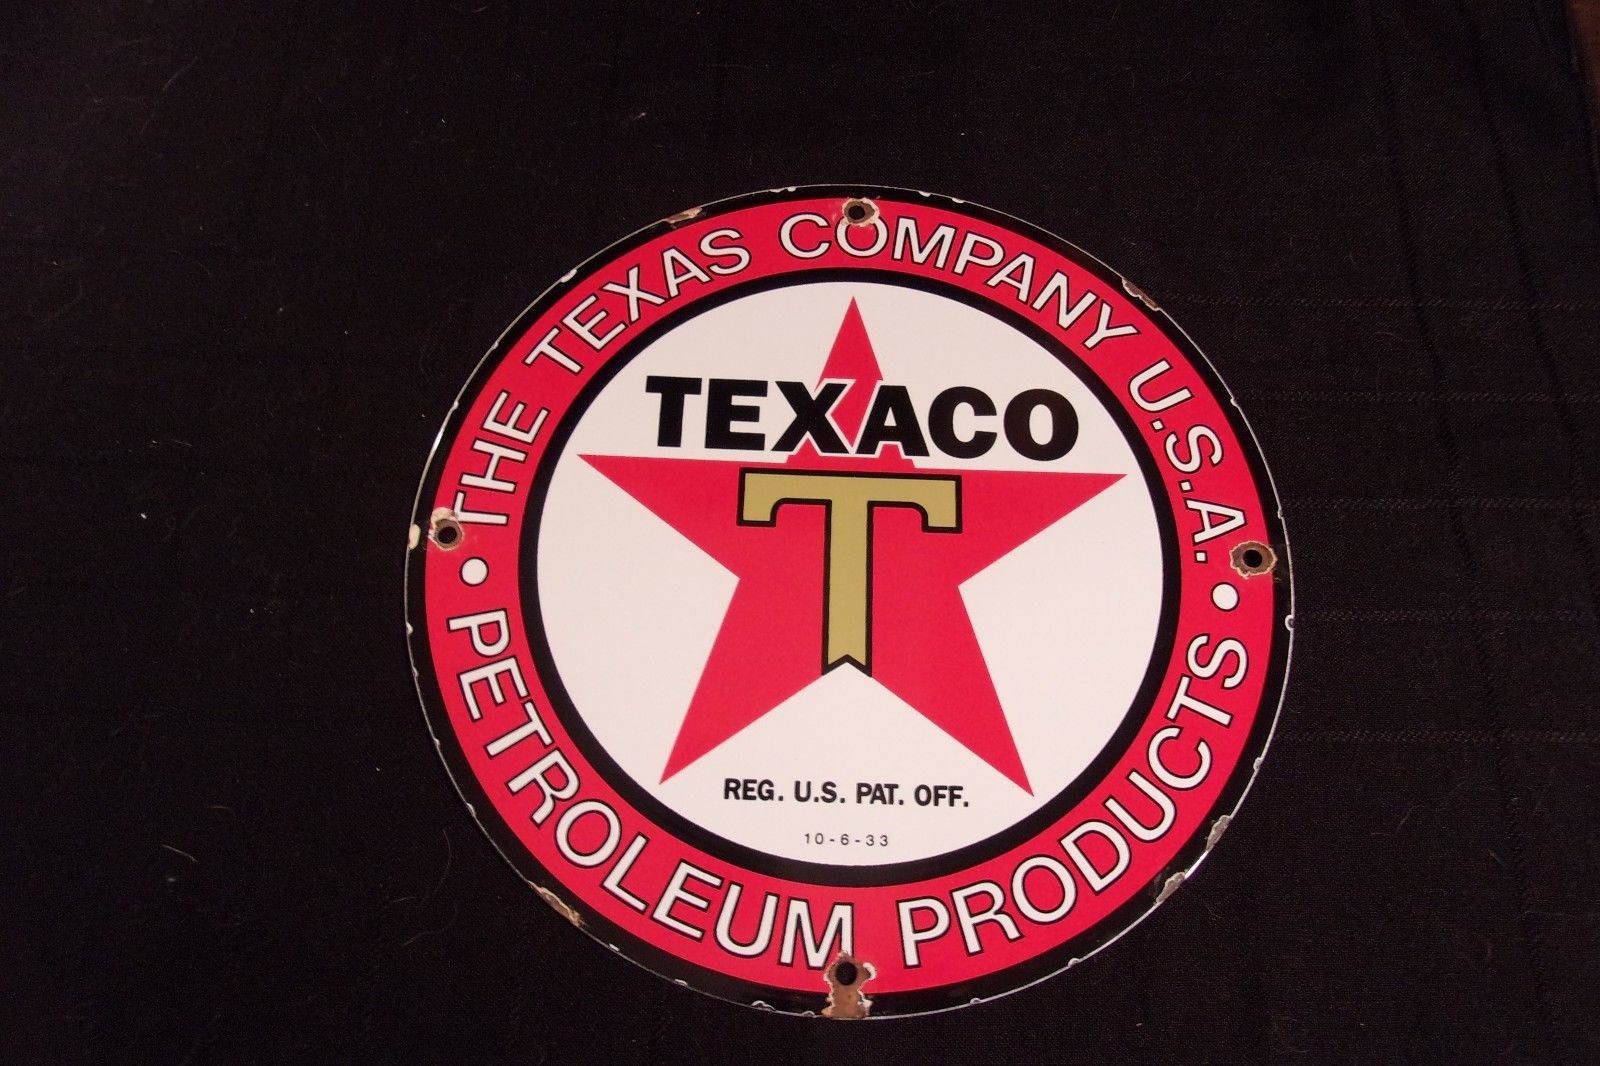 THE TEXAS COMPANY U.S.A.
TEXACO
T
REG. U.S. PAT. OFF.
10-6-33
• PETROLEUM PRODUCTS •